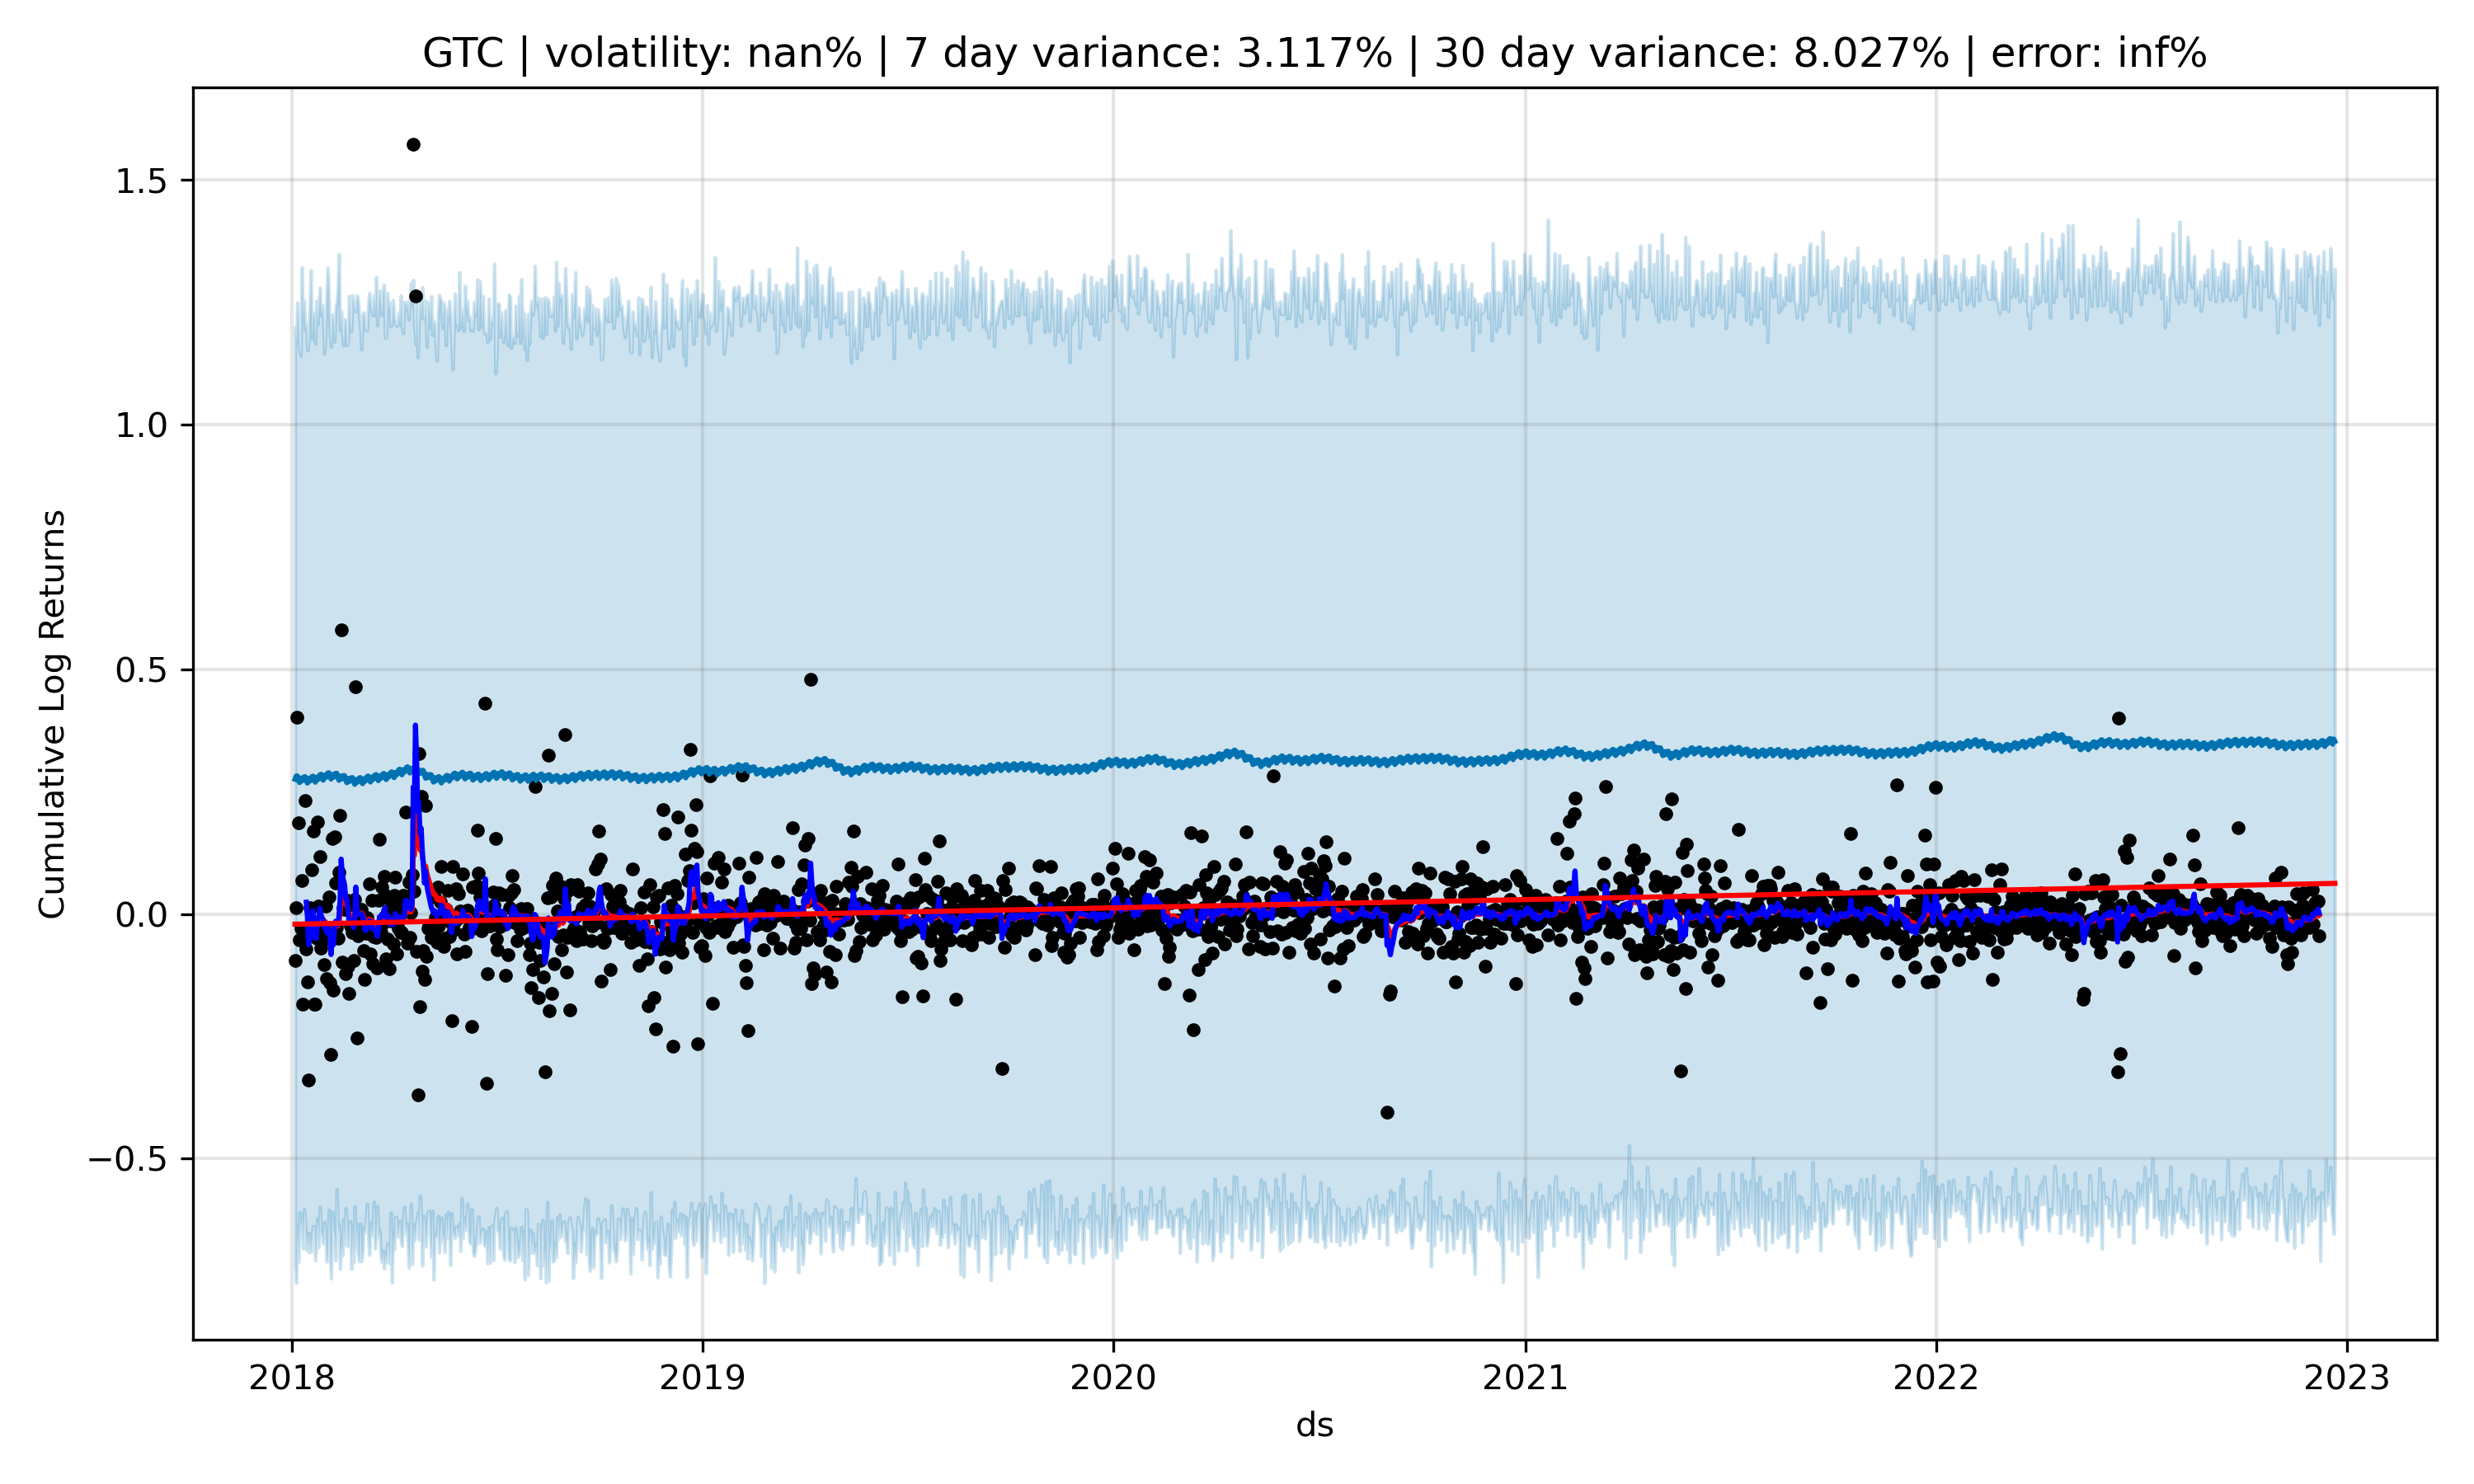 GTC | volatility: nan% | 7 day variance: 3.117% | 30 day variance: 8.027% | error: inf%
Cumulative Log Returns
1.5
1.0
0.5
0.0
−0.5
2018 2019 2020 2021 2022 2023
ds